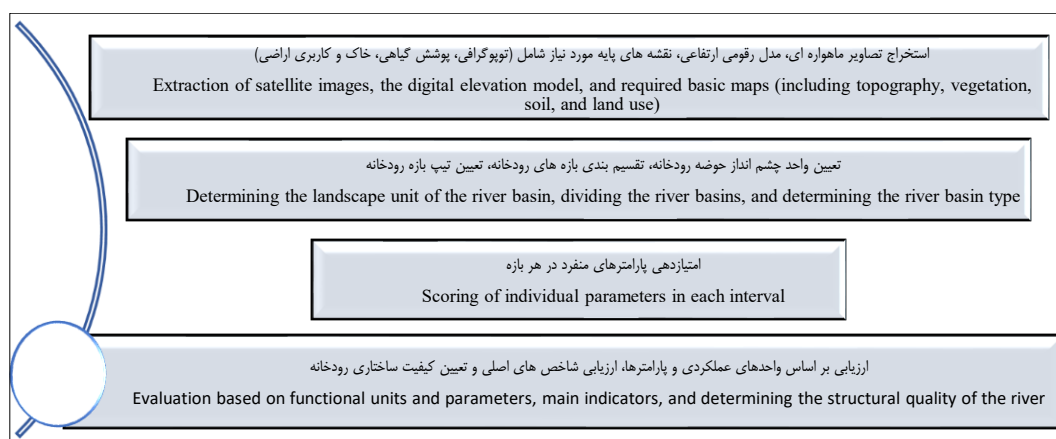 استخراج تصاویر ماهواره ای، مدل رقومی ارتفاعی، نقشه های پایه مورد نیاز شامل (توپوگرافی، پوشش گیاهی، خاک و کاربری اراضی)
Extraction of satellite images, the digital elevation model, and required basic maps (including topography, vegetation,
soil, and land use)
تعیین واحد چشم انداز حوضه رودخانه، تقسیم بندی بازه های رودخانه، تعیین تیپ بازه رودخانه
Determining the landscape unit of the river basin, dividing the river basins, and determining the river basin type
امتیازدهی پارامترهای منفرد در هر بازه
Scoring of individual parameters in each interval
ارزیابی بر اساس واحدهای عملکردی و پارامترها، ارزیابی شاخص های اصلی و تعیین کیفیت ساختاری رودخانه
Evaluation based on functional units and parameters, main indicators, and determining the structural quality of the river